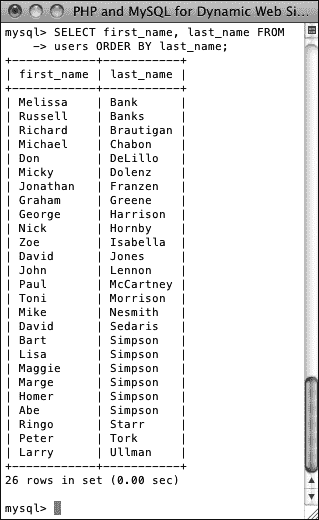 PHP and MySQL for Dynamic Web Si...
mysql> SELECT first_name, last_name FROM
    -> users ORDER BY last_name;
+------------+-----------+
| first_name | last_name |
+------------+-----------+
| Melissa    | Bank      |
| Russell    | Banks     |
| Richard    | Brautigan |
| Michael    | Chabon    |
| Don        | DeLillo   |
| Micky      | Dolenz    |
| Jonathan   | Franzen   |
| Graham     | Greene    |
| George     | Harrison  |
| Nick       | Hornby    |
| Zoe        | Isabella  |
| David      | Jones     |
| John       | Lennon    |
| Paul       | McCartney |
| Toni       | Morrison  |
| Mike       | Nesmith   |
| David      | Sedaris   |
| Bart       | Simpson   |
| Lisa       | Simpson   |
| Maggie     | Simpson   |
| Marge      | Simpson   |
| Homer      | Simpson   |
| Abe        | Simpson   |
| Ringo      | Starr     |
| Peter      | Tork      |
| Larry      | Ullman    |
+------------+-----------+
26 rows in set (0.00 sec)
mysql>